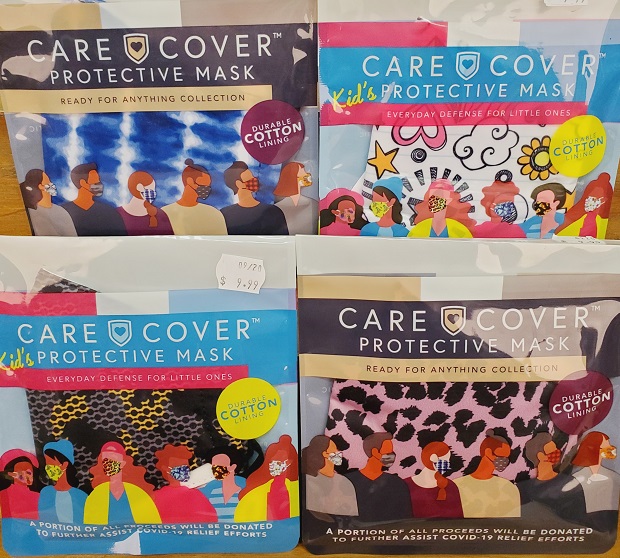 CARE COVER™
PROTECTIVE MASK
READY FOR ANYTHING COLLECTION
DURABLE
COTTON
LINING
CARE COVER™
Kid's PROTECTIVE MASK
EVERYDAY DEFENSE FOR LITTLE ONES
DURABLE
COTTON
LINING
09/20
$ 9.99
CARE COVER™
Kid's PROTECTIVE MASK
EVERYDAY DEFENSE FOR LITTLE ONES
DURABLE
COTTON
LINING
A PORTION OF ALL PROCEEDS WILL BE DONATED
TO FURTHER ASSIST COVID-19 RELIEF EFFORTS
CARE COVER™
PROTECTIVE MASK
READY FOR ANYTHING COLLECTION
DURABLE
COTTON
LINING
A PORTION OF ALL PROCEEDS WILL BE DONATED
TO FURTHER ASSIST COVID-19 RELIEF EFFORTS